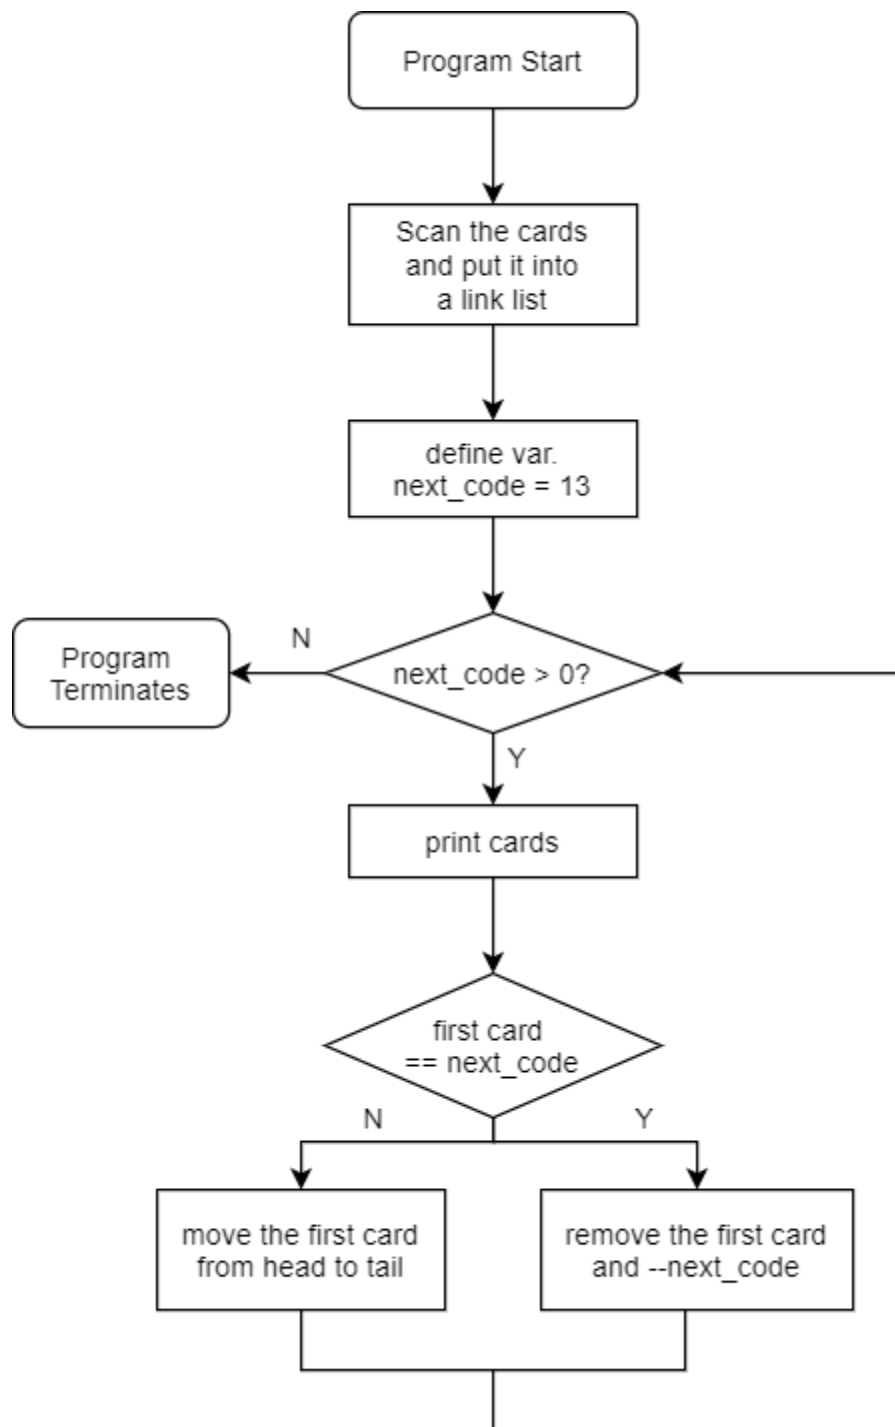 Program Start
Scan the cards
and put it into
a link list
define var.
next_code = 13
N
Program
Terminates
next_code > 0?
Y
print cards
first card
== next_code
N
Y
move the first card
from head to tail
remove the first card
and --next_code